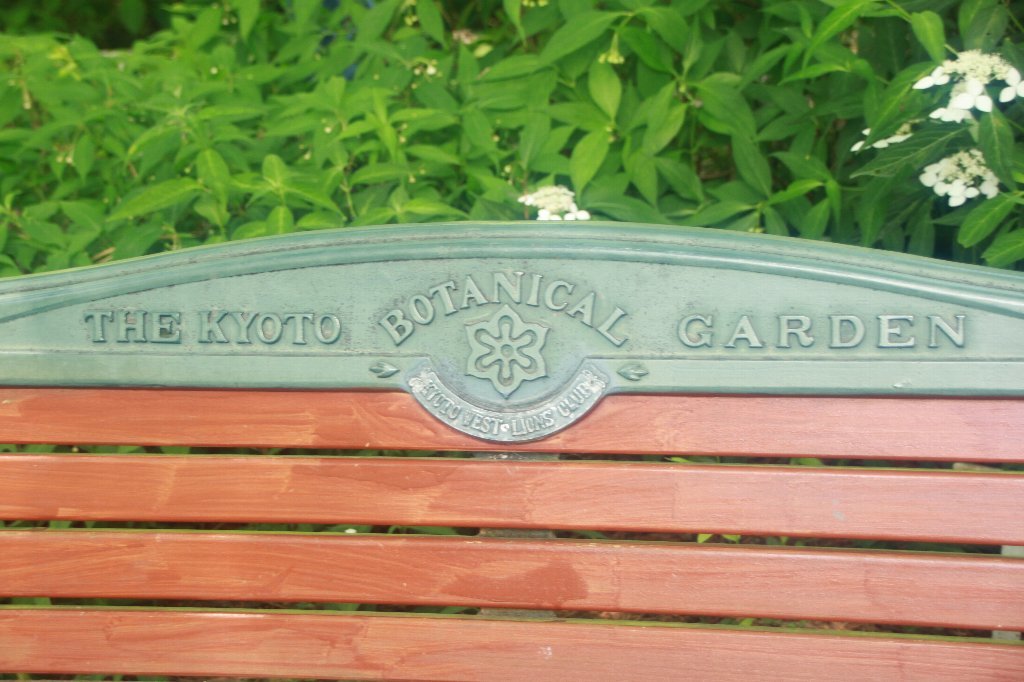 THE KYOTO BOTANICAL GARDEN
KYOTO WEST LIONS CLUB